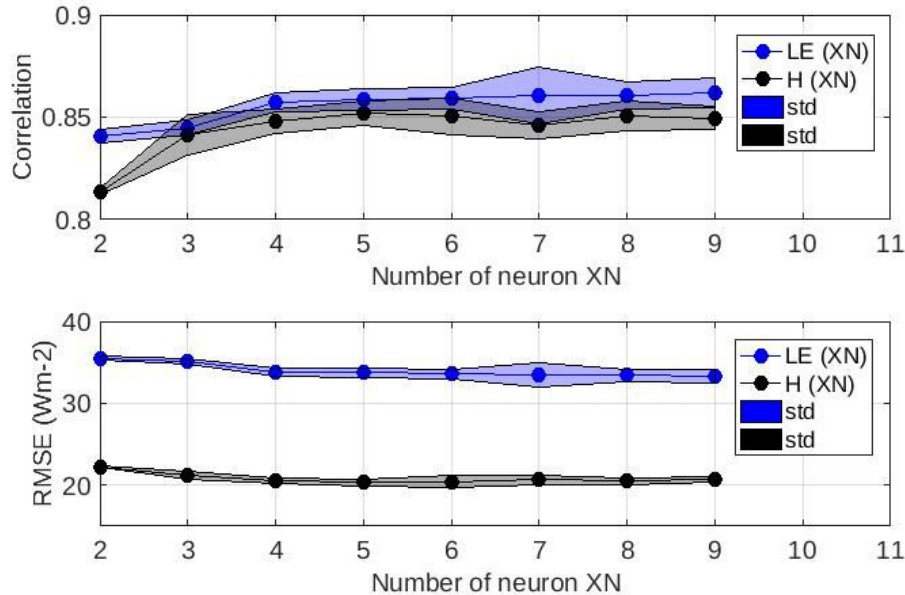 0.9
0.85
0.8
Correlation
LE (XN)
H (XN)
std
std
2 3 4 5 6 7 8 9 10 11
Number of neuron XN
40
30
20
RMSE (Wm-2)
LE (XN)
H (XN)
std
std
2 3 4 5 6 7 8 9 10 11
Number of neuron XN